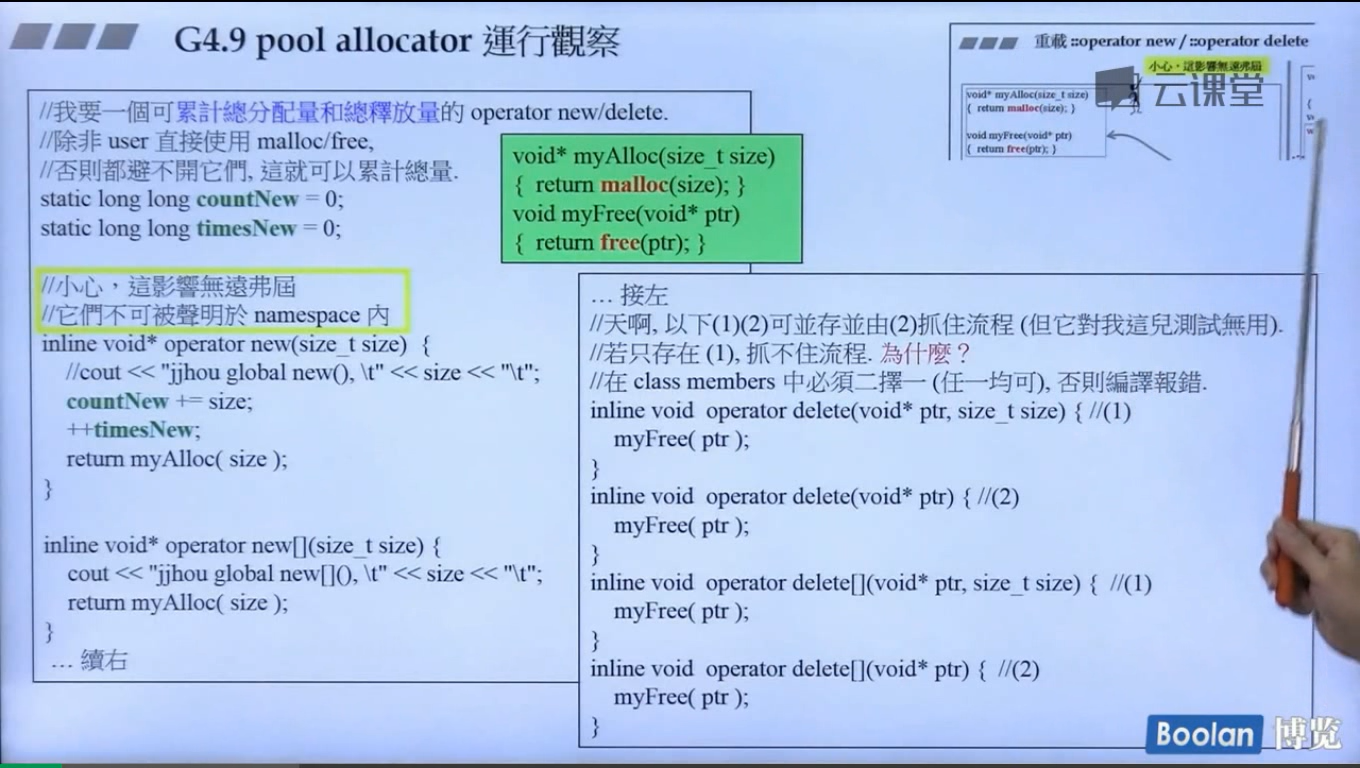 G4.9 pool allocator 運行觀察
//我要一個可累計總分配量和總釋放量的 operator new/delete.
//除非 user 直接使用 malloc/free,
//否則都避不開它們, 這就可以累計總量.
static long long countNew = 0;
static long long timesNew = 0;
void* myAlloc(size_t size)
{ return malloc(size); }
void myFree(void* ptr)
{ return free(ptr); }
//小心，這影響無遠弗屆
//它們不可被聲明於 namespace 內
inline void* operator new(size_t size) {
//cout << "jjhou global new(), \t" << size << "\t";
countNew += size;
++timesNew;
return myAlloc( size );
}
inline void* operator new[](size_t size) {
cout << "jjhou global new[](), \t" << size << "\t";
return myAlloc( size );
}
... 續右
... 接左
//天啊, 以下(1)(2)可並存並由(2)抓住流程 (但它對我這兒測試無用).
//若只存在 (1), 抓不住流程. 為什麼？
//在 class members 中必須二擇一 (任一均可), 否則編譯報錯.
inline void operator delete(void* ptr, size_t size) { //(1)
myFree( ptr );
}
inline void operator delete(void* ptr) { //(2)
myFree( ptr );
}
inline void operator delete[](void* ptr, size_t size) { //(1)
myFree( ptr );
}
inline void operator delete[](void* ptr) { //(2)
myFree( ptr );
}
重載 ::operator new / ::operator delete
小心，這影響無遠弗屆
void* myAlloc(size_t size)
{ return malloc(size); }
void myFree(void* ptr)
{ return free(ptr); }
云课堂
Boolan 博览